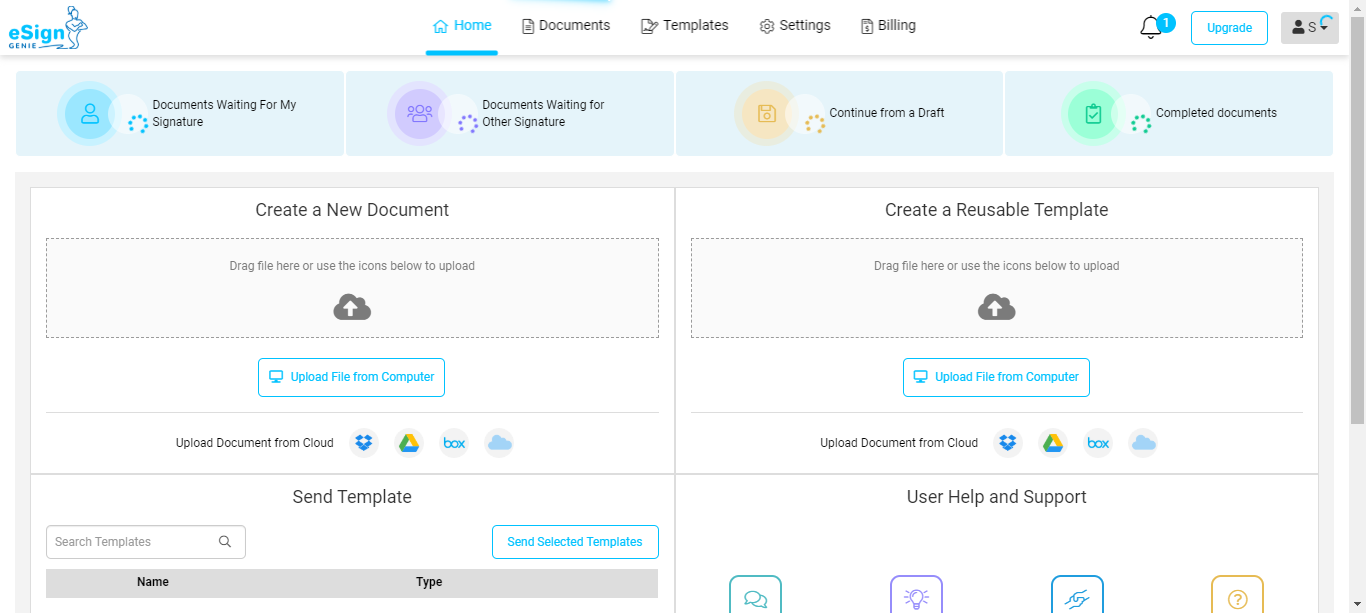 eSign
GENIE
Home
Documents
Templates
Settings
Billing
1
Upgrade
S
Documents Waiting For My
Signature
Documents Waiting for
Other Signature
Continue from a Draft
Completed documents
Create a New Document
Drag file here or use the icons below to upload
Upload File from Computer
Upload Document from Cloud
box
Create a Reusable Template
Drag file here or use the icons below to upload
Upload File from Computer
Upload Document from Cloud
box
Send Template
Search Templates
Send Selected Templates
Name
Type
User Help and Support